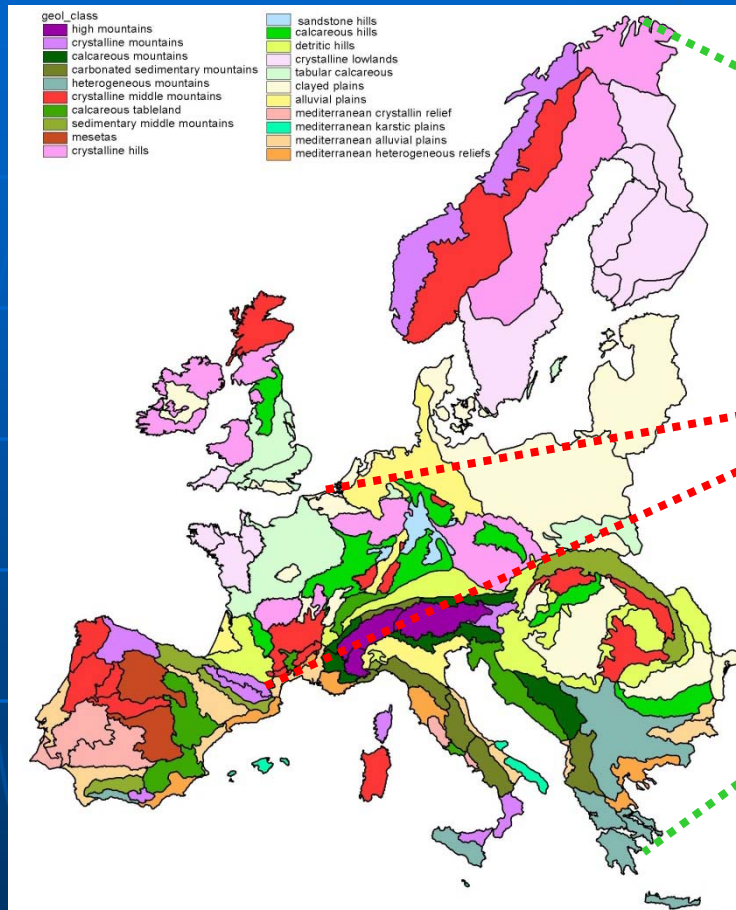 geol_class
high mountains
crystalline mountains
calcareous mountains
carbonated sedimentary mountains
heterogeneous mountains
crystalline middle mountains
calcareous tableland
sedimentary middle mountains
mesetas
crystalline hills
sandstone hills
calcareous hills
detritic hills
crystalline lowlands
tabular calcareous
clayed plains
alluvial plains
mediterranean crystallin relief
mediterranean karstic plains
mediterranean alluvial plains
mediterranean heterogeneous reliefs